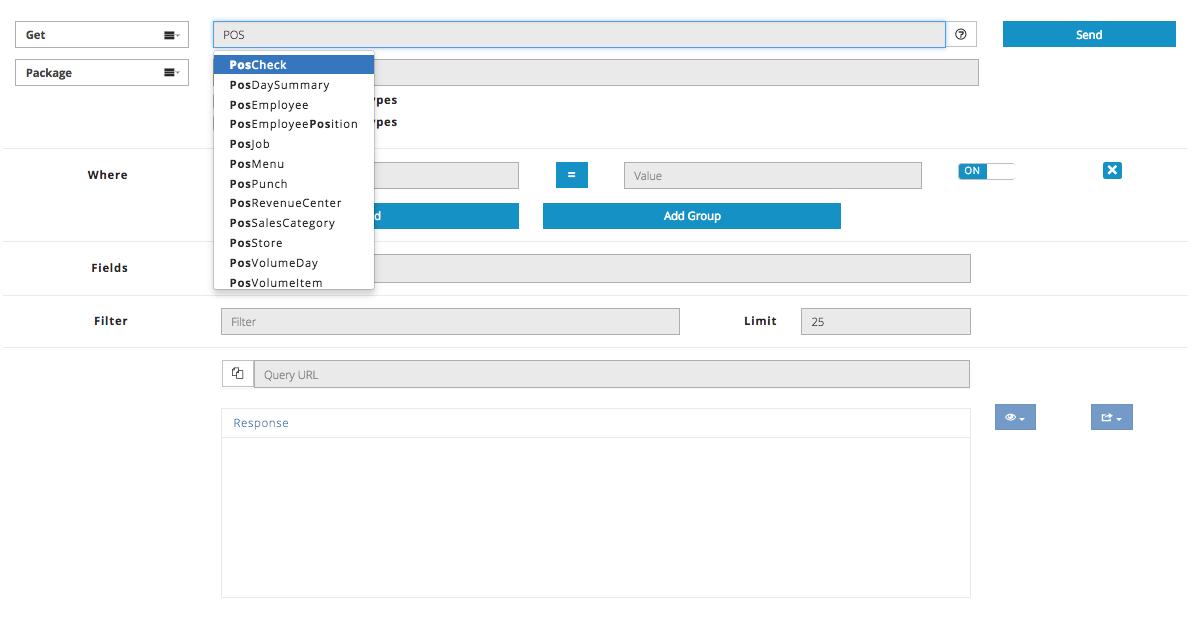 Get
POS
Send
PosCheck
Package
PosDaySummary
PosEmployee
ypes
PosEmployeePosition
ypes
PosJob
PosMenu
Where
=
Value
ON
PosPunch
PosRevenueCenter
d
Add Group
PosSalesCategory
PosStore
PosVolumeDay
Fields
PosVolumeItem
Filter
Filter
Limit
25
Query URL
Response